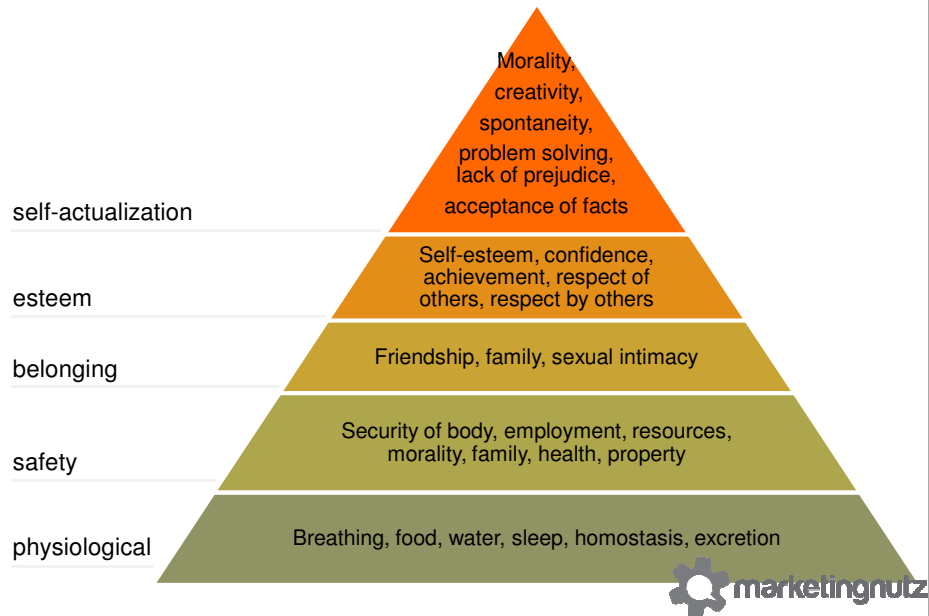 Morality,
creativity,
spontaneity,
problem solving,
lack of prejudice,
acceptance of facts
self-actualization
Self-esteem, confidence,
achievement, respect of
others, respect by others
esteem
Friendship, family, sexual intimacy
belonging
Security of body, employment, resources,
morality, family, health, property
safety
Breathing, food, water, sleep, homostasis, excretion
physiological
marketingnutz